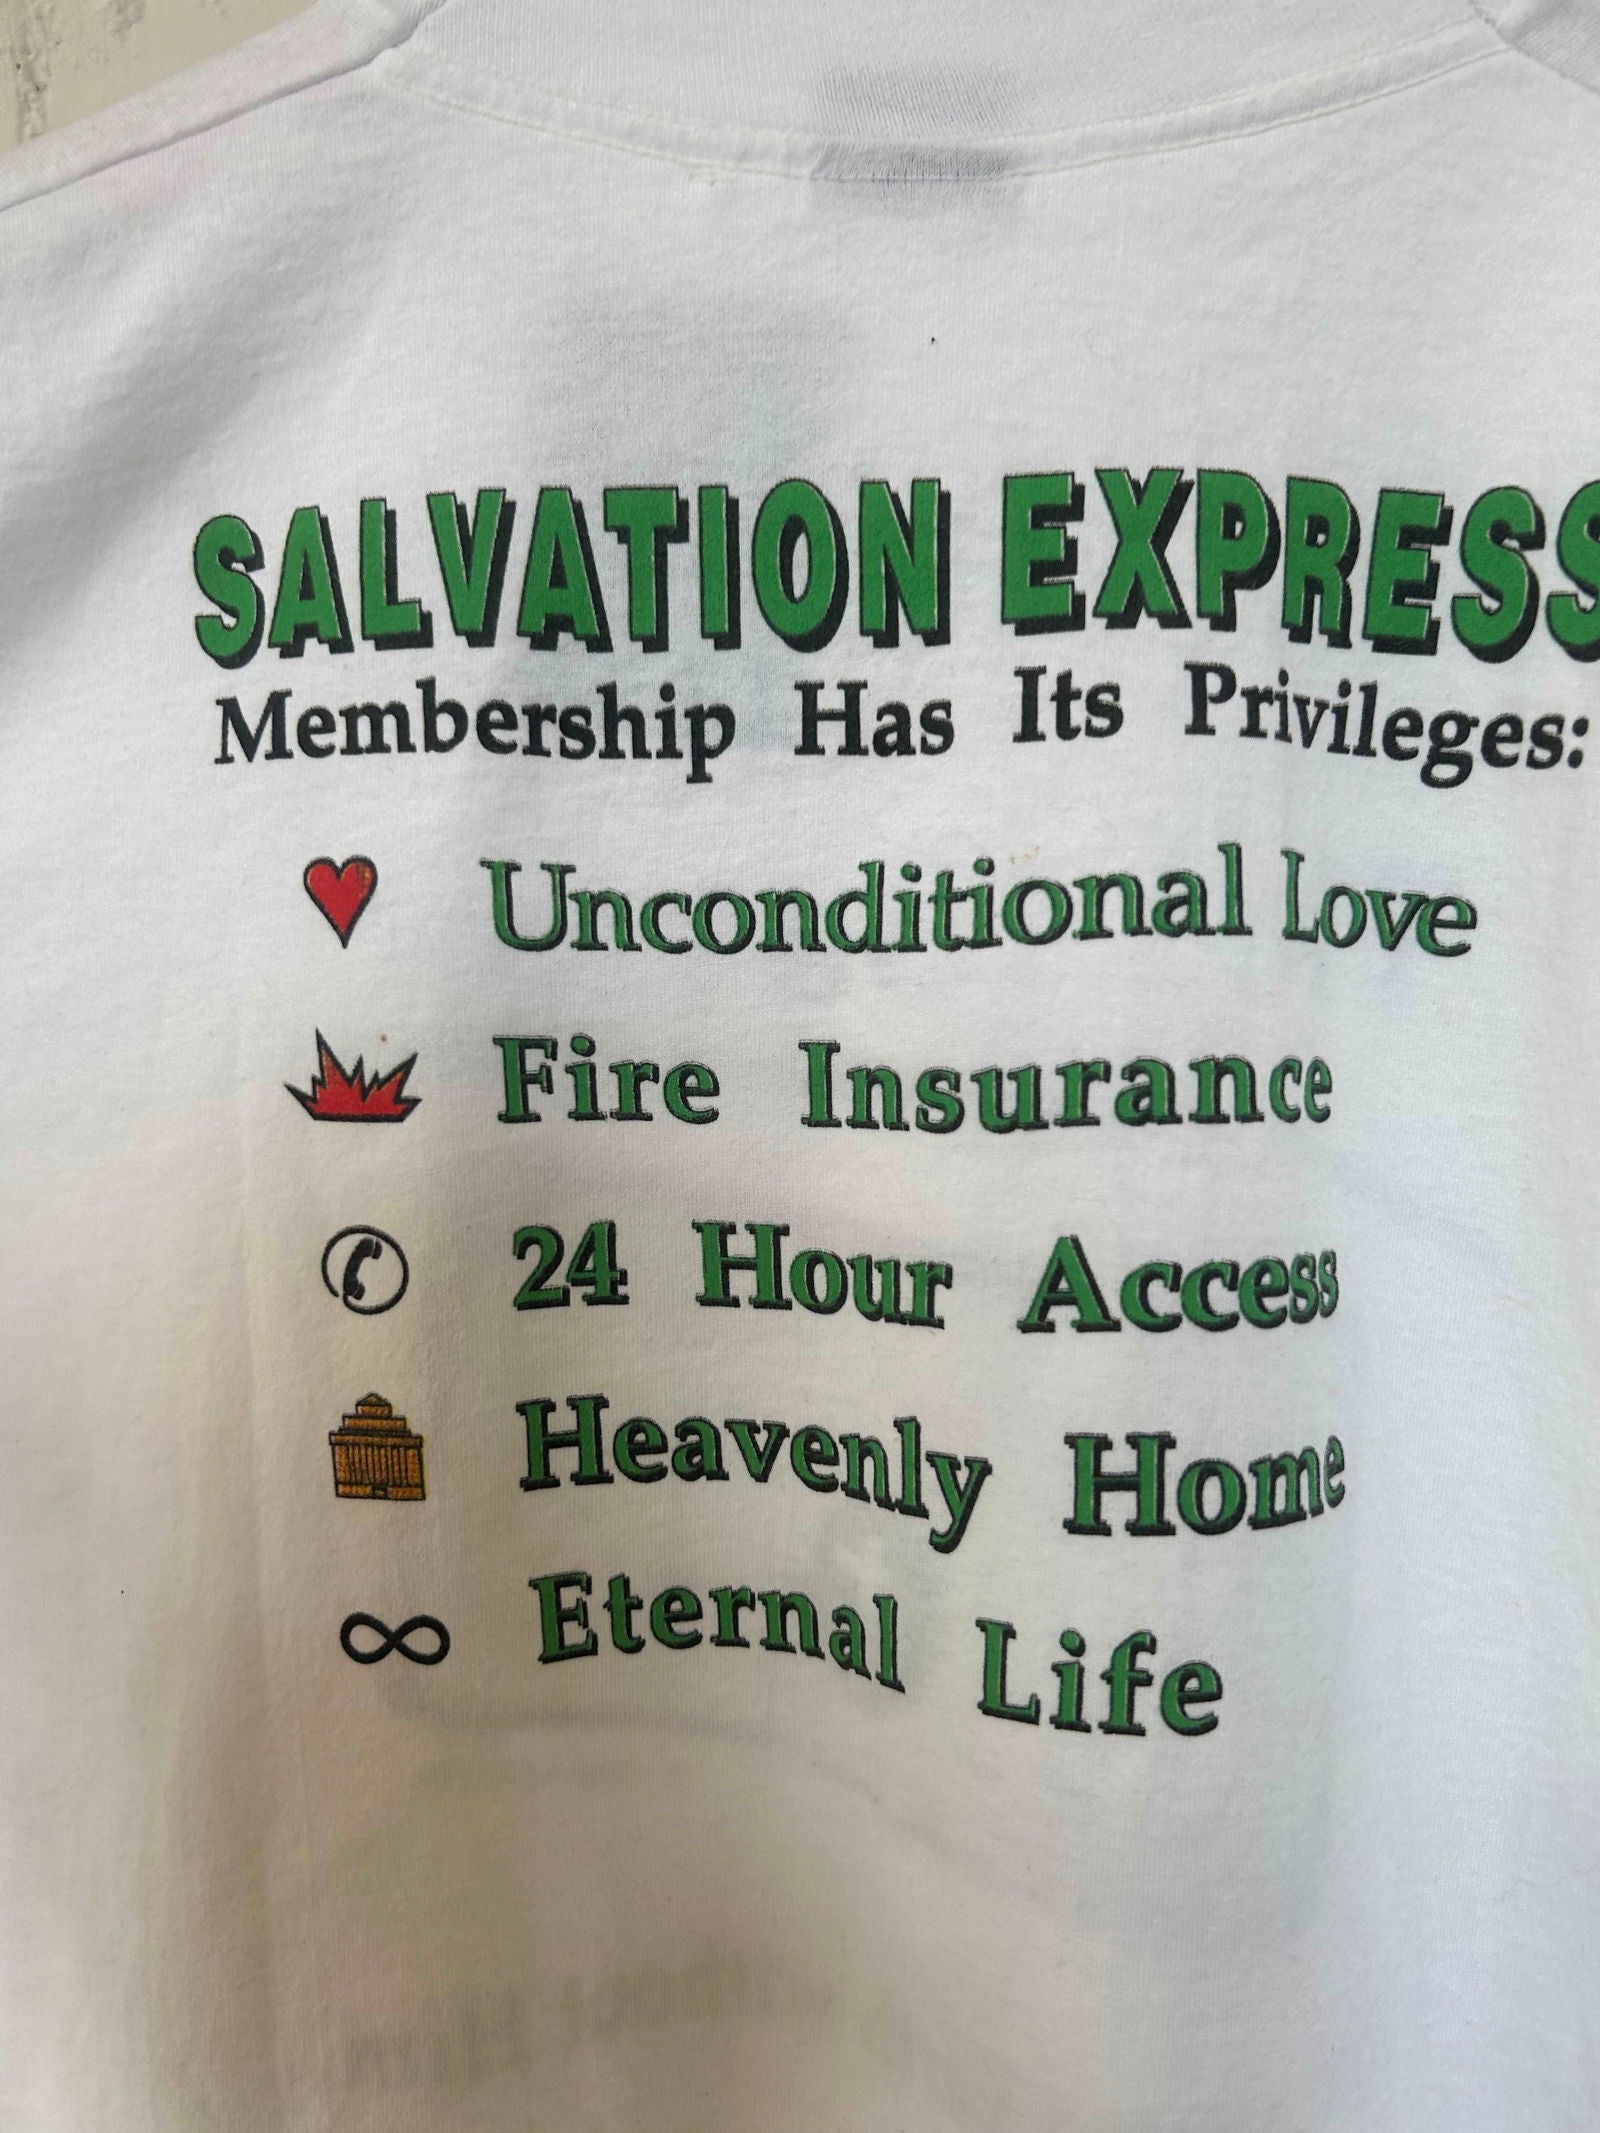 SALVATION EXPRESS
Membership Has Its Privileges:
Unconditional Love
Fire Insurance
24 Hour Access
Heavenly Home
Eternal Life